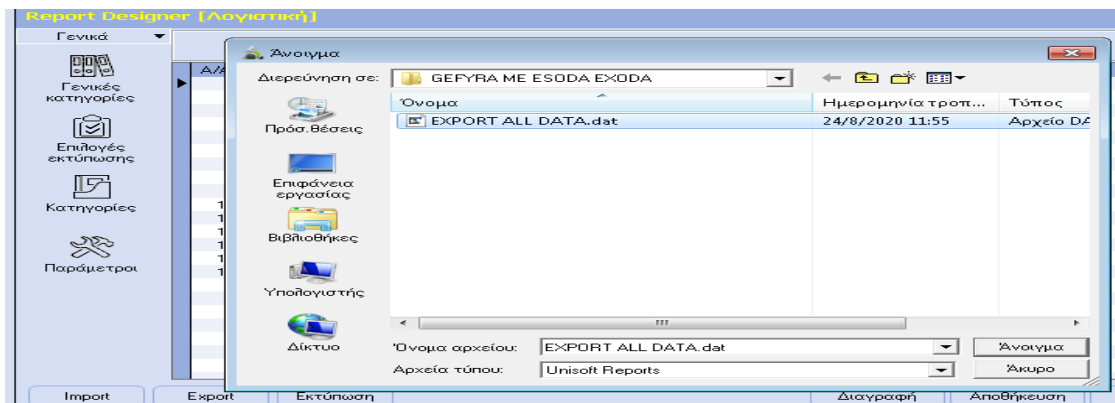 Report Designer [Λογιστική]
Γενικά
Άνοιγμα
Α/Α
Διερεύνηση σε: GEFYRA ME ESODA EXODA
Γενικές κατηγορίες
Όνομα Ημερομηνία τροπ... Τύπος
EXPORT ALL DATA.dat 24/8/2020 11:55 Αρχείο DA
Πρόσ.θέσεις
Επιλογές εκτύπωσης
Επιφάνεια εργασίας
Κατηγορίες
Βιβλιοθήκες
Παράμετροι
Υπολογιστής
Δίκτυο
Όνομα αρχείου: EXPORT ALL DATA.dat Άνοιγμα
Αρχεία τύπου: Unisoft Reports Άκυρο
Import Export Εκτύπωση Διαγραφή Αποθήκευση